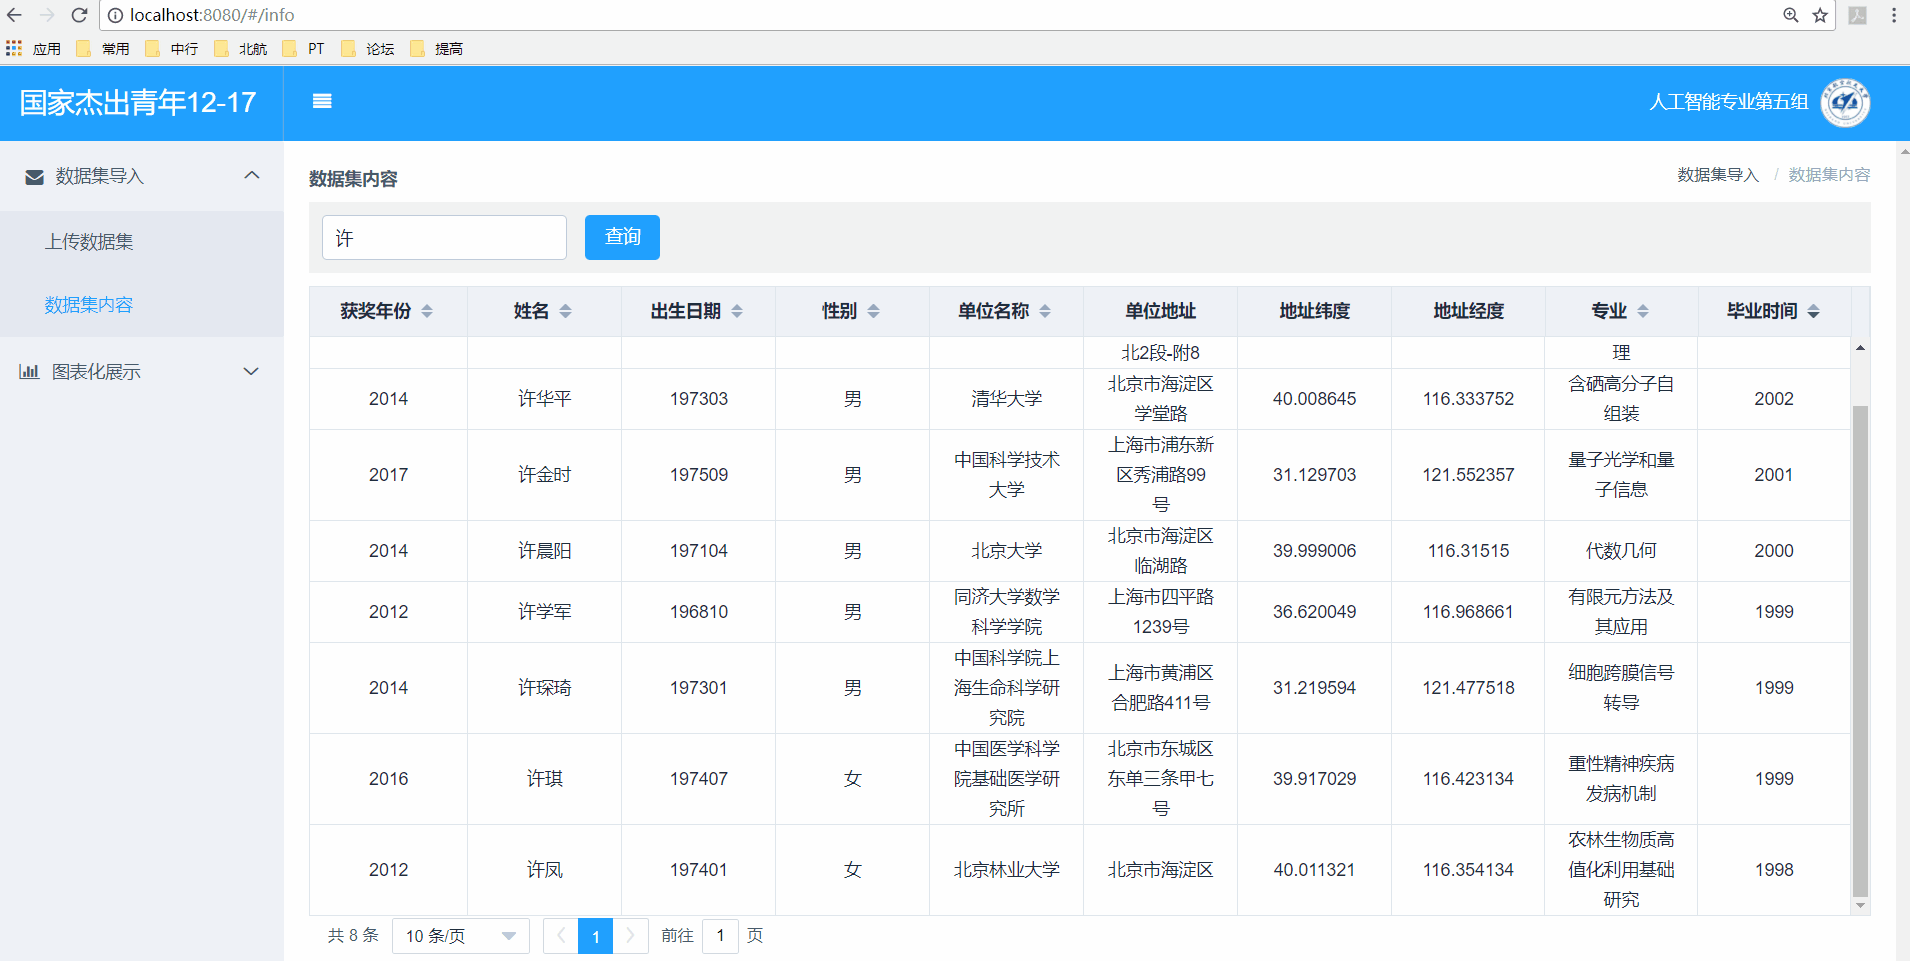 localhost:8080/#/info
应用 常用 中行 北航 PT 论坛 提高
国家杰出青年12-17
人工智能专业第五组
数据集导入
上传数据集
数据集内容
图表化展示
数据集内容
数据集导入 / 数据集内容
许 查询
获奖年份 姓名 出生日期 性别 单位名称 单位地址 地址纬度 地址经度 专业 毕业时间
北2段-附8 理
2014 许华平 197303 男 清华大学 北京市海淀区 40.008645 116.333752 含硒高分子自 2002
学堂路 组装
2017 许金时 197509 男 中国科学技术 上海市浦东新 31.129703 121.552357 量子光学和量 2001
大学 区秀浦路99 子信息
号
2014 许晨阳 197104 男 北京大学 北京市海淀区 39.999006 116.31515 代数几何 2000
临湖路
2012 许学军 196810 男 同济大学数学 上海市四平路 36.620049 116.968661 有限元方法及 1999
科学学院 1239号 其应用
2014 许琛琦 197301 男 中国科学院上 上海市黄浦区 31.219594 121.477518 细胞跨膜信号 1999
海生命科学研 合肥路411号 转导
究院
2016 许琪 197407 女 中国医学科学 北京市东城区 39.917029 116.423134 重性精神疾病 1999
院基础医学研 东单三条甲七 发病机制
究所 号
2012 许凤 197401 女 北京林业大学 北京市海淀区 40.011321 116.354134 农林生物质高 1998
值化利用基础
研究
共 8 条 10 条/页 1 前往 1 页